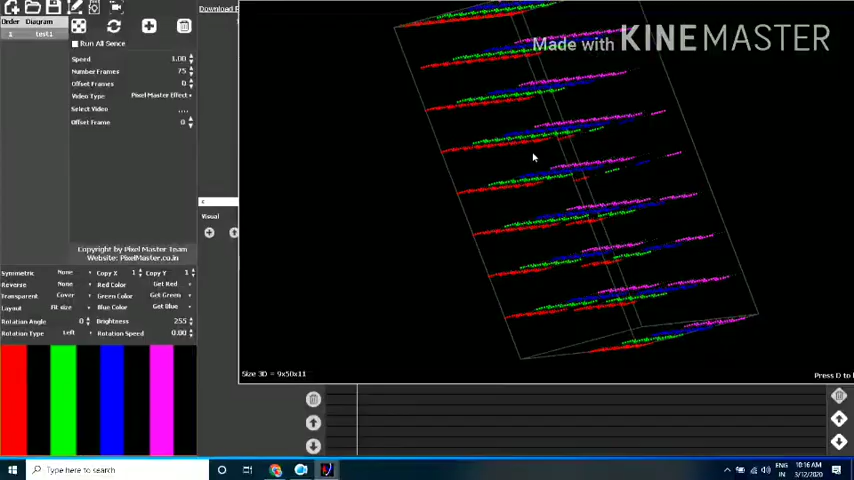 Order Diagram
1 test1
Download E
Run All Sence
Speed 1.00
Number Frames 75
Offset Frames 0
Video Type Pixel Master Effect
Select Video ....
Offset Frame 0
Made with KINEMASTER
Visual
Copyright by Pixel Master Team
Website: PixelMaster.co.in
Symmetric None Copy X 1 Copy Y 1
Reverse None Red Color Get Red
Transparent Cover Green Color Get Green
Layout Fit size Blue Color Get Blue
Rotation Angle 0 Brightness 255
Rotation Type Left Rotation Speed 0.00
Size 3D = 9x50x11
Press D to
Type here to search
ENG 10:16 AM
IN 3/12/2020